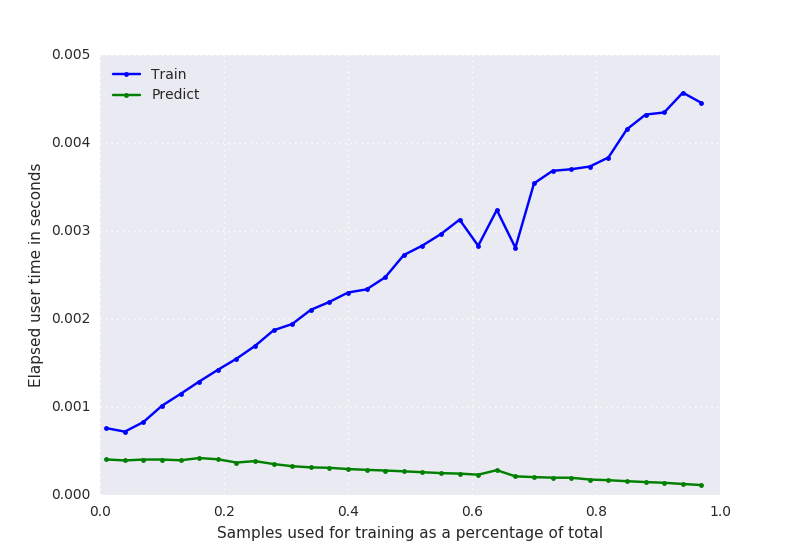 0.005
Train
Predict
0.004
0.003
0.002
0.001
0.000
Elapsed user time in seconds
0.0 0.2 0.4 0.6 0.8 1.0
Samples used for training as a percentage of total